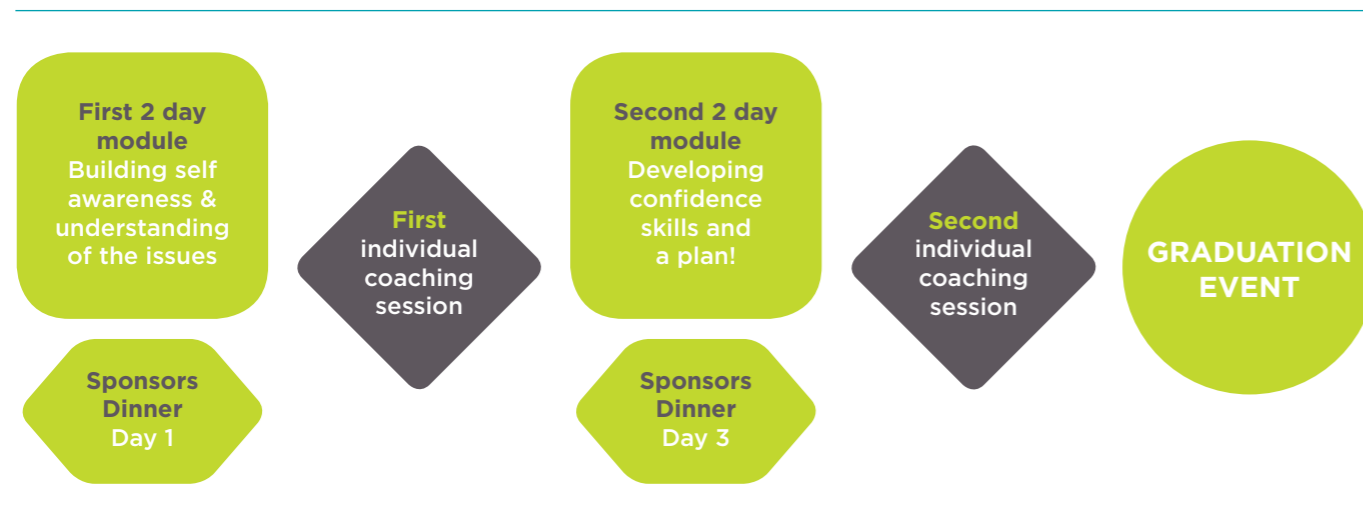 First 2 day
module
Building self
awareness &
understanding
of the issues
Sponsors
Dinner
Day 1
First
individual
coaching
session
Second 2 day
module
Developing
confidence
skills and
a plan!
Sponsors
Dinner
Day 3
Second
individual
coaching
session
GRADUATION
EVENT